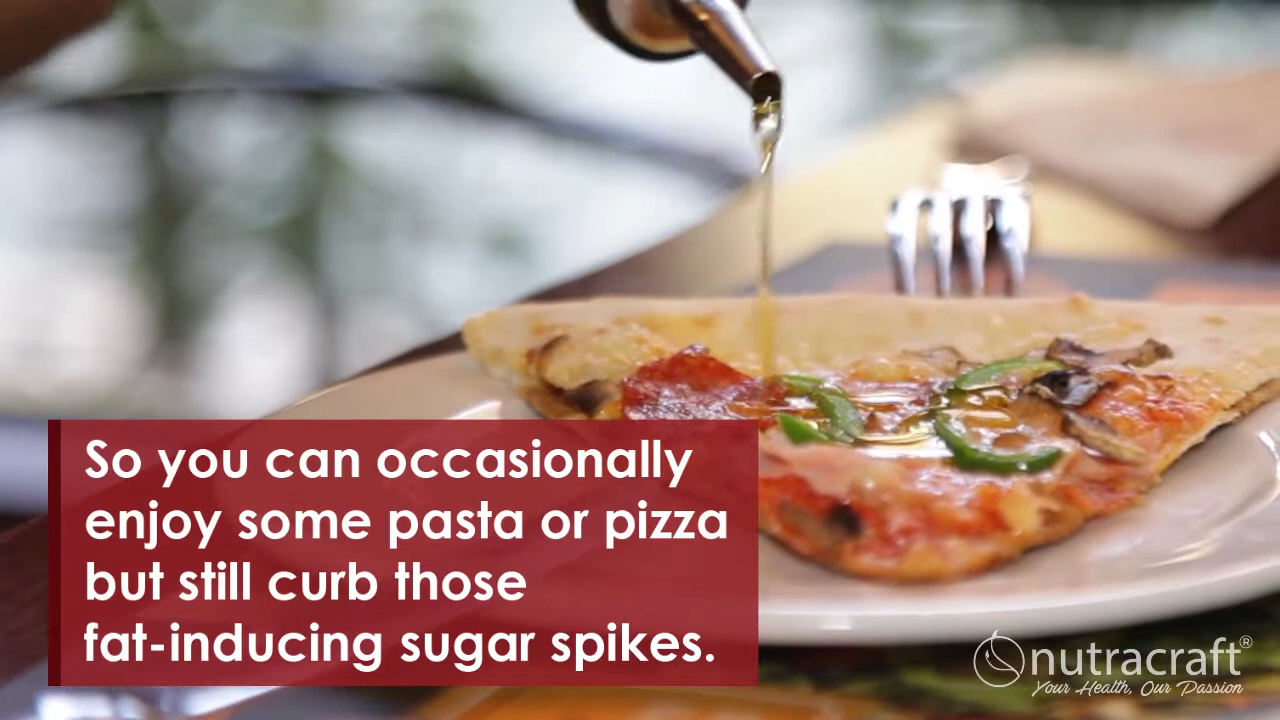 So you can occasionally
enjoy some pasta or pizza
but still curb those
fat-inducing sugar spikes.
nutracraft®
Your Health, Our Passion